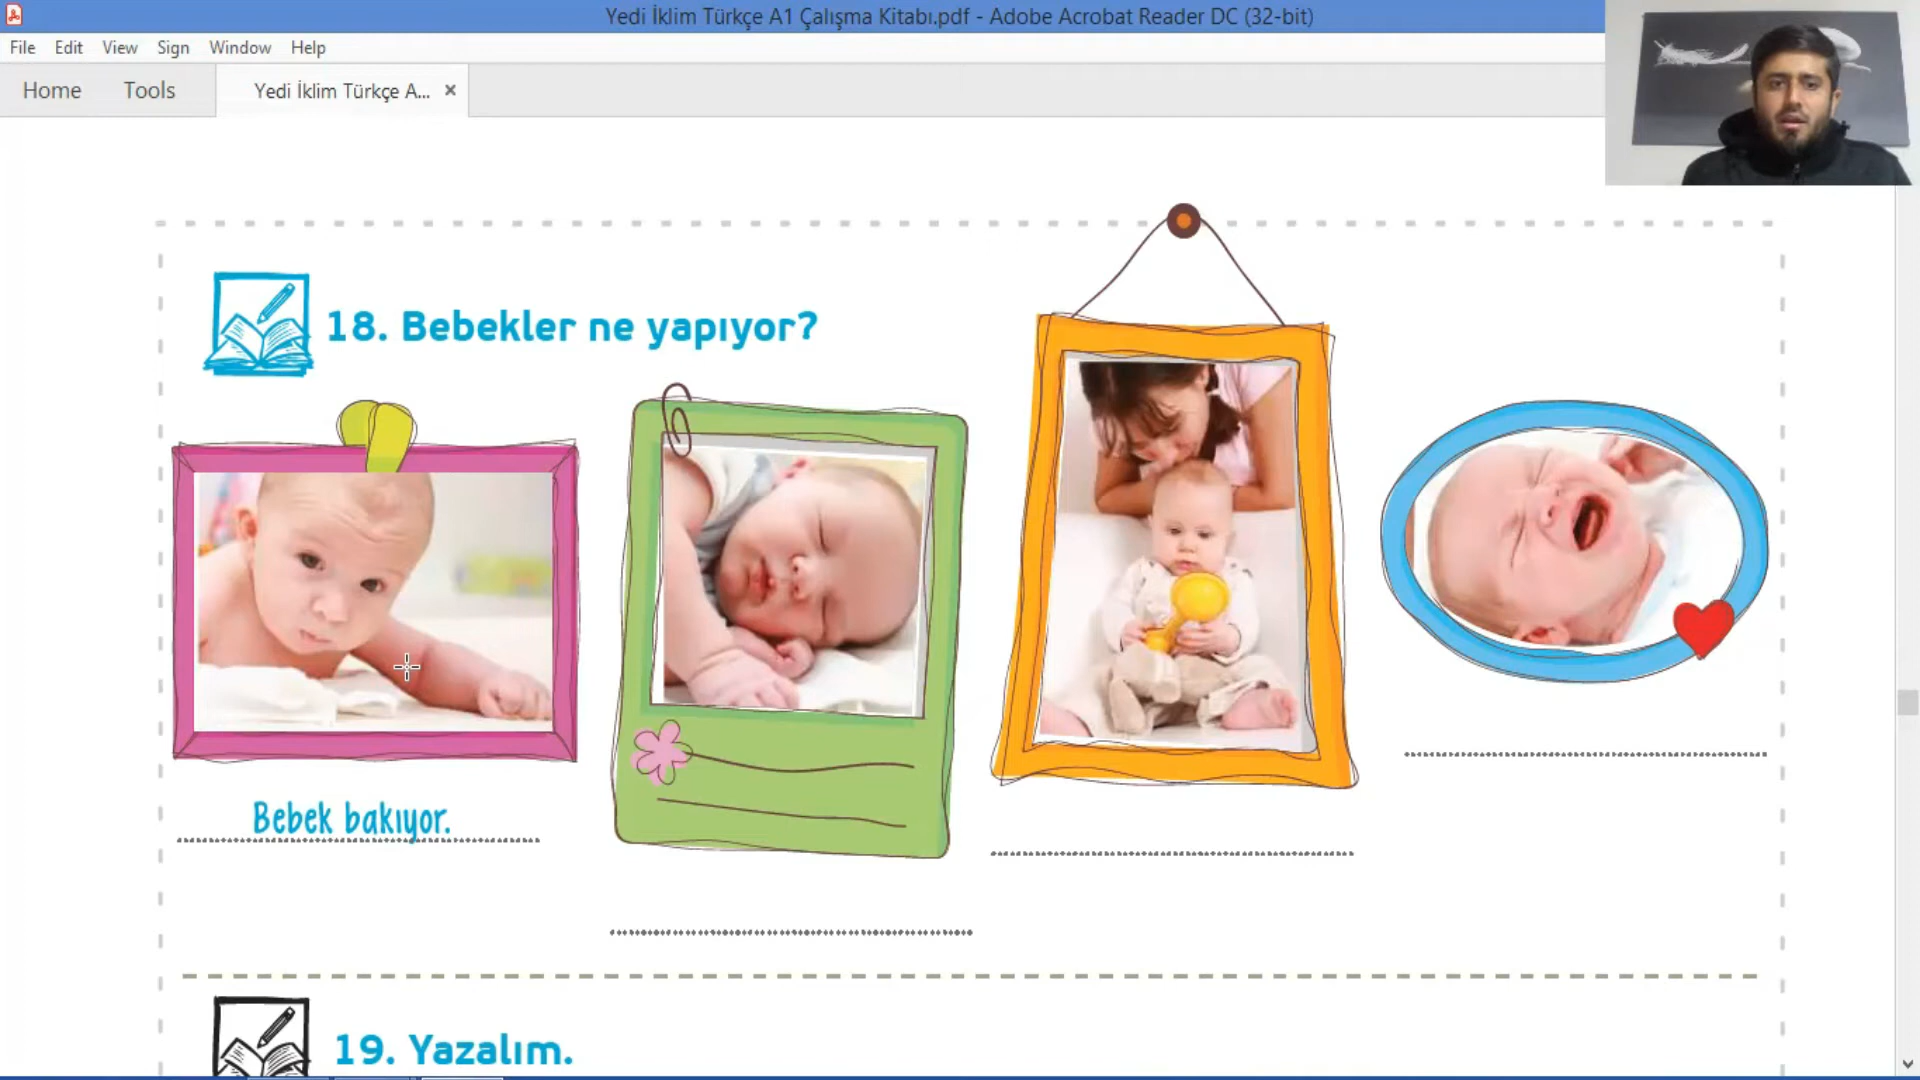 Yedi İklim Türkçe A1 Çalışma Kitabı.pdf - Adobe Acrobat Reader DC (32-bit)
File Edit View Sign Window Help
Home Tools Yedi İklim Türkçe A... ×
18. Bebekler ne yapıyor?
Bebek bakıyor.
19. Yazalım.